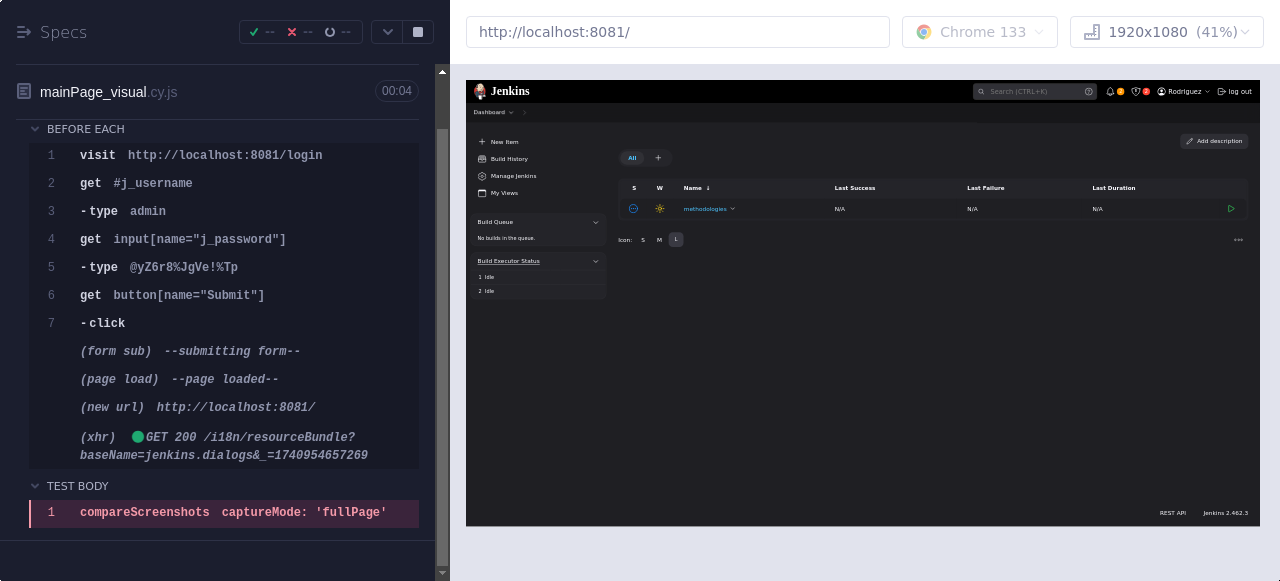 Specs
-- -- --
mainPage_visual.cy.js 00:04
BEFORE EACH
1 visit http://localhost:8081/login
2 get #j_username
3 -type admin
4 get input[name="j_password"]
5 -type @yZ6r8%JgVe!%Tp
6 get button[name="Submit"]
7 -click
(form sub) --submitting form--
(page load) --page loaded--
(new url) http://localhost:8081/
(xhr) GET 200 /i18n/resourceBundle?
baseName=jenkins.dialogs&_=1740954657269
TEST BODY
1 compareScreenshots captureMode: 'fullPage'
http://localhost:8081/
Chrome 133
1920x1080 (41%)
Jenkins
Search (CTRL+K)
Rodriguez
log out
Dashboard
New Item
Build History
Manage Jenkins
My Views
Build Queue
No builds in the queue.
Build Executor Status
1 Idle
2 Idle
Add description
All +
S W Name ↓ Last Success Last Failure Last Duration
methodologies N/A N/A N/A
Icon: S M L
REST API Jenkins 2.462.3